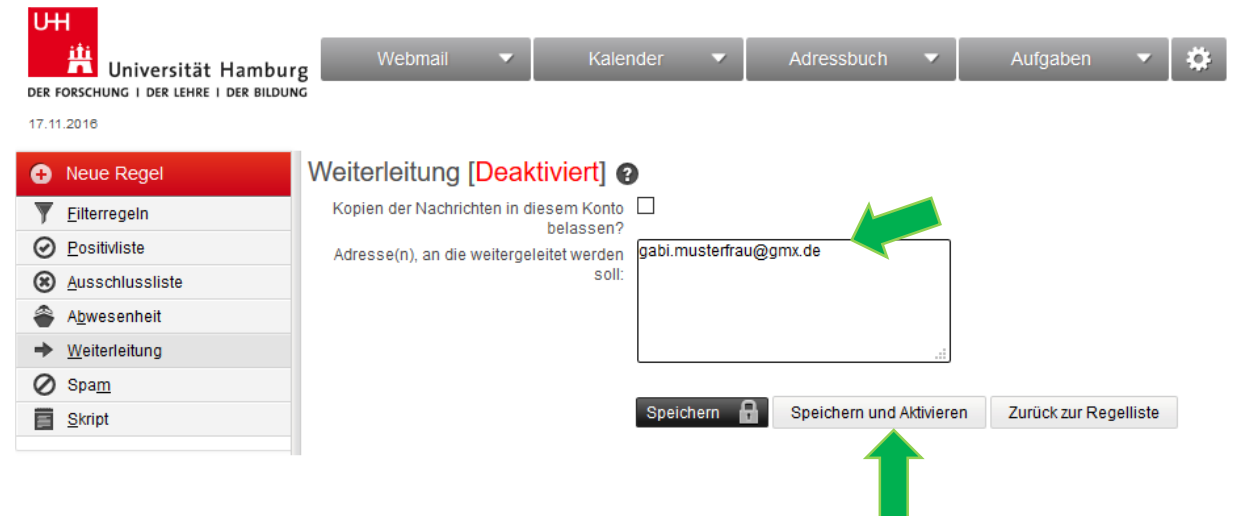 UHH
Universität Hamburg
DER FORSCHUNG I DER LEHRE I DER BILDUNG
Webmail
Kalender
Adressbuch
Aufgaben
17.11.2016
Neue Regel
Filterregeln
Positivliste
Ausschlussliste
Abwesenheit
Weiterleitung
Spam
Skript
Weiterleitung [Deaktiviert] ?
Kopien der Nachrichten in diesem Konto
belassen?
Adresse(n), an die weitergeleitet werden
soll:
gabi.musterfrau@gmx.de
Speichern
Speichern und Aktivieren
Zurück zur Regelliste